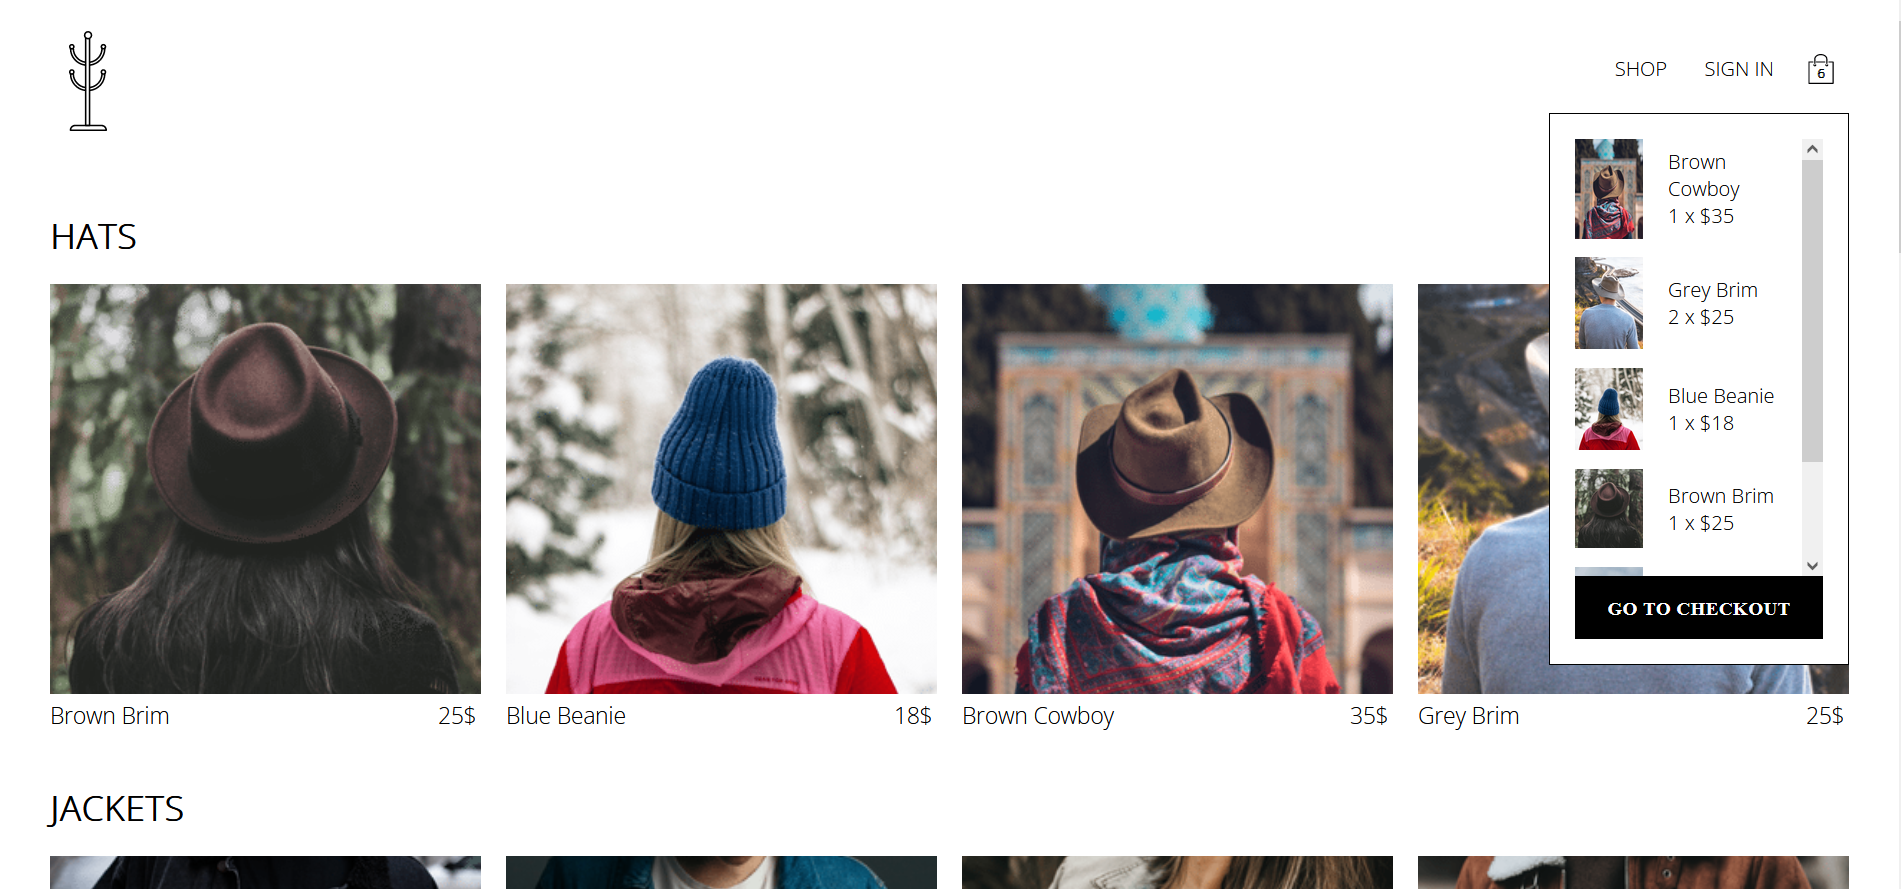 SHOP
SIGN IN
6
Brown
Cowboy
1 x $35
Grey Brim
2 x $25
Blue Beanie
1 x $18
Brown Brim
1 x $25
GO TO CHECKOUT
HATS
Brown Brim
25$
Blue Beanie
18$
Brown Cowboy
35$
Grey Brim
25$
JACKETS